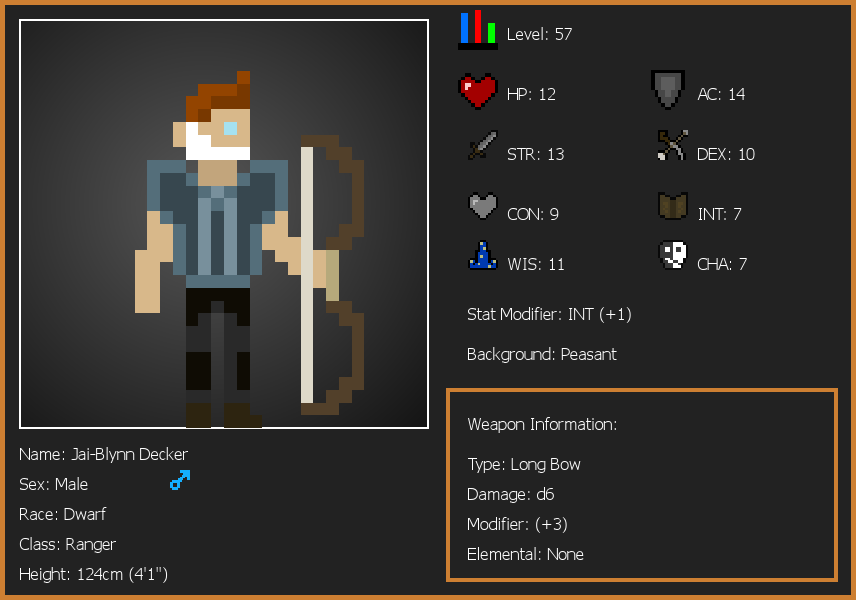 Level: 57
HP: 12
AC: 14
STR: 13
DEX: 10
CON: 9
INT: 7
WIS: 11
CHA: 7
Stat Modifier: INT (+1)
Background: Peasant
Weapon Information:
Type: Long Bow
Damage: d6
Modifier: (+3)
Elemental: None
Name: Jai-Blynn Decker
Sex: Male
Race: Dwarf
Class: Ranger
Height: 124cm (4'1")